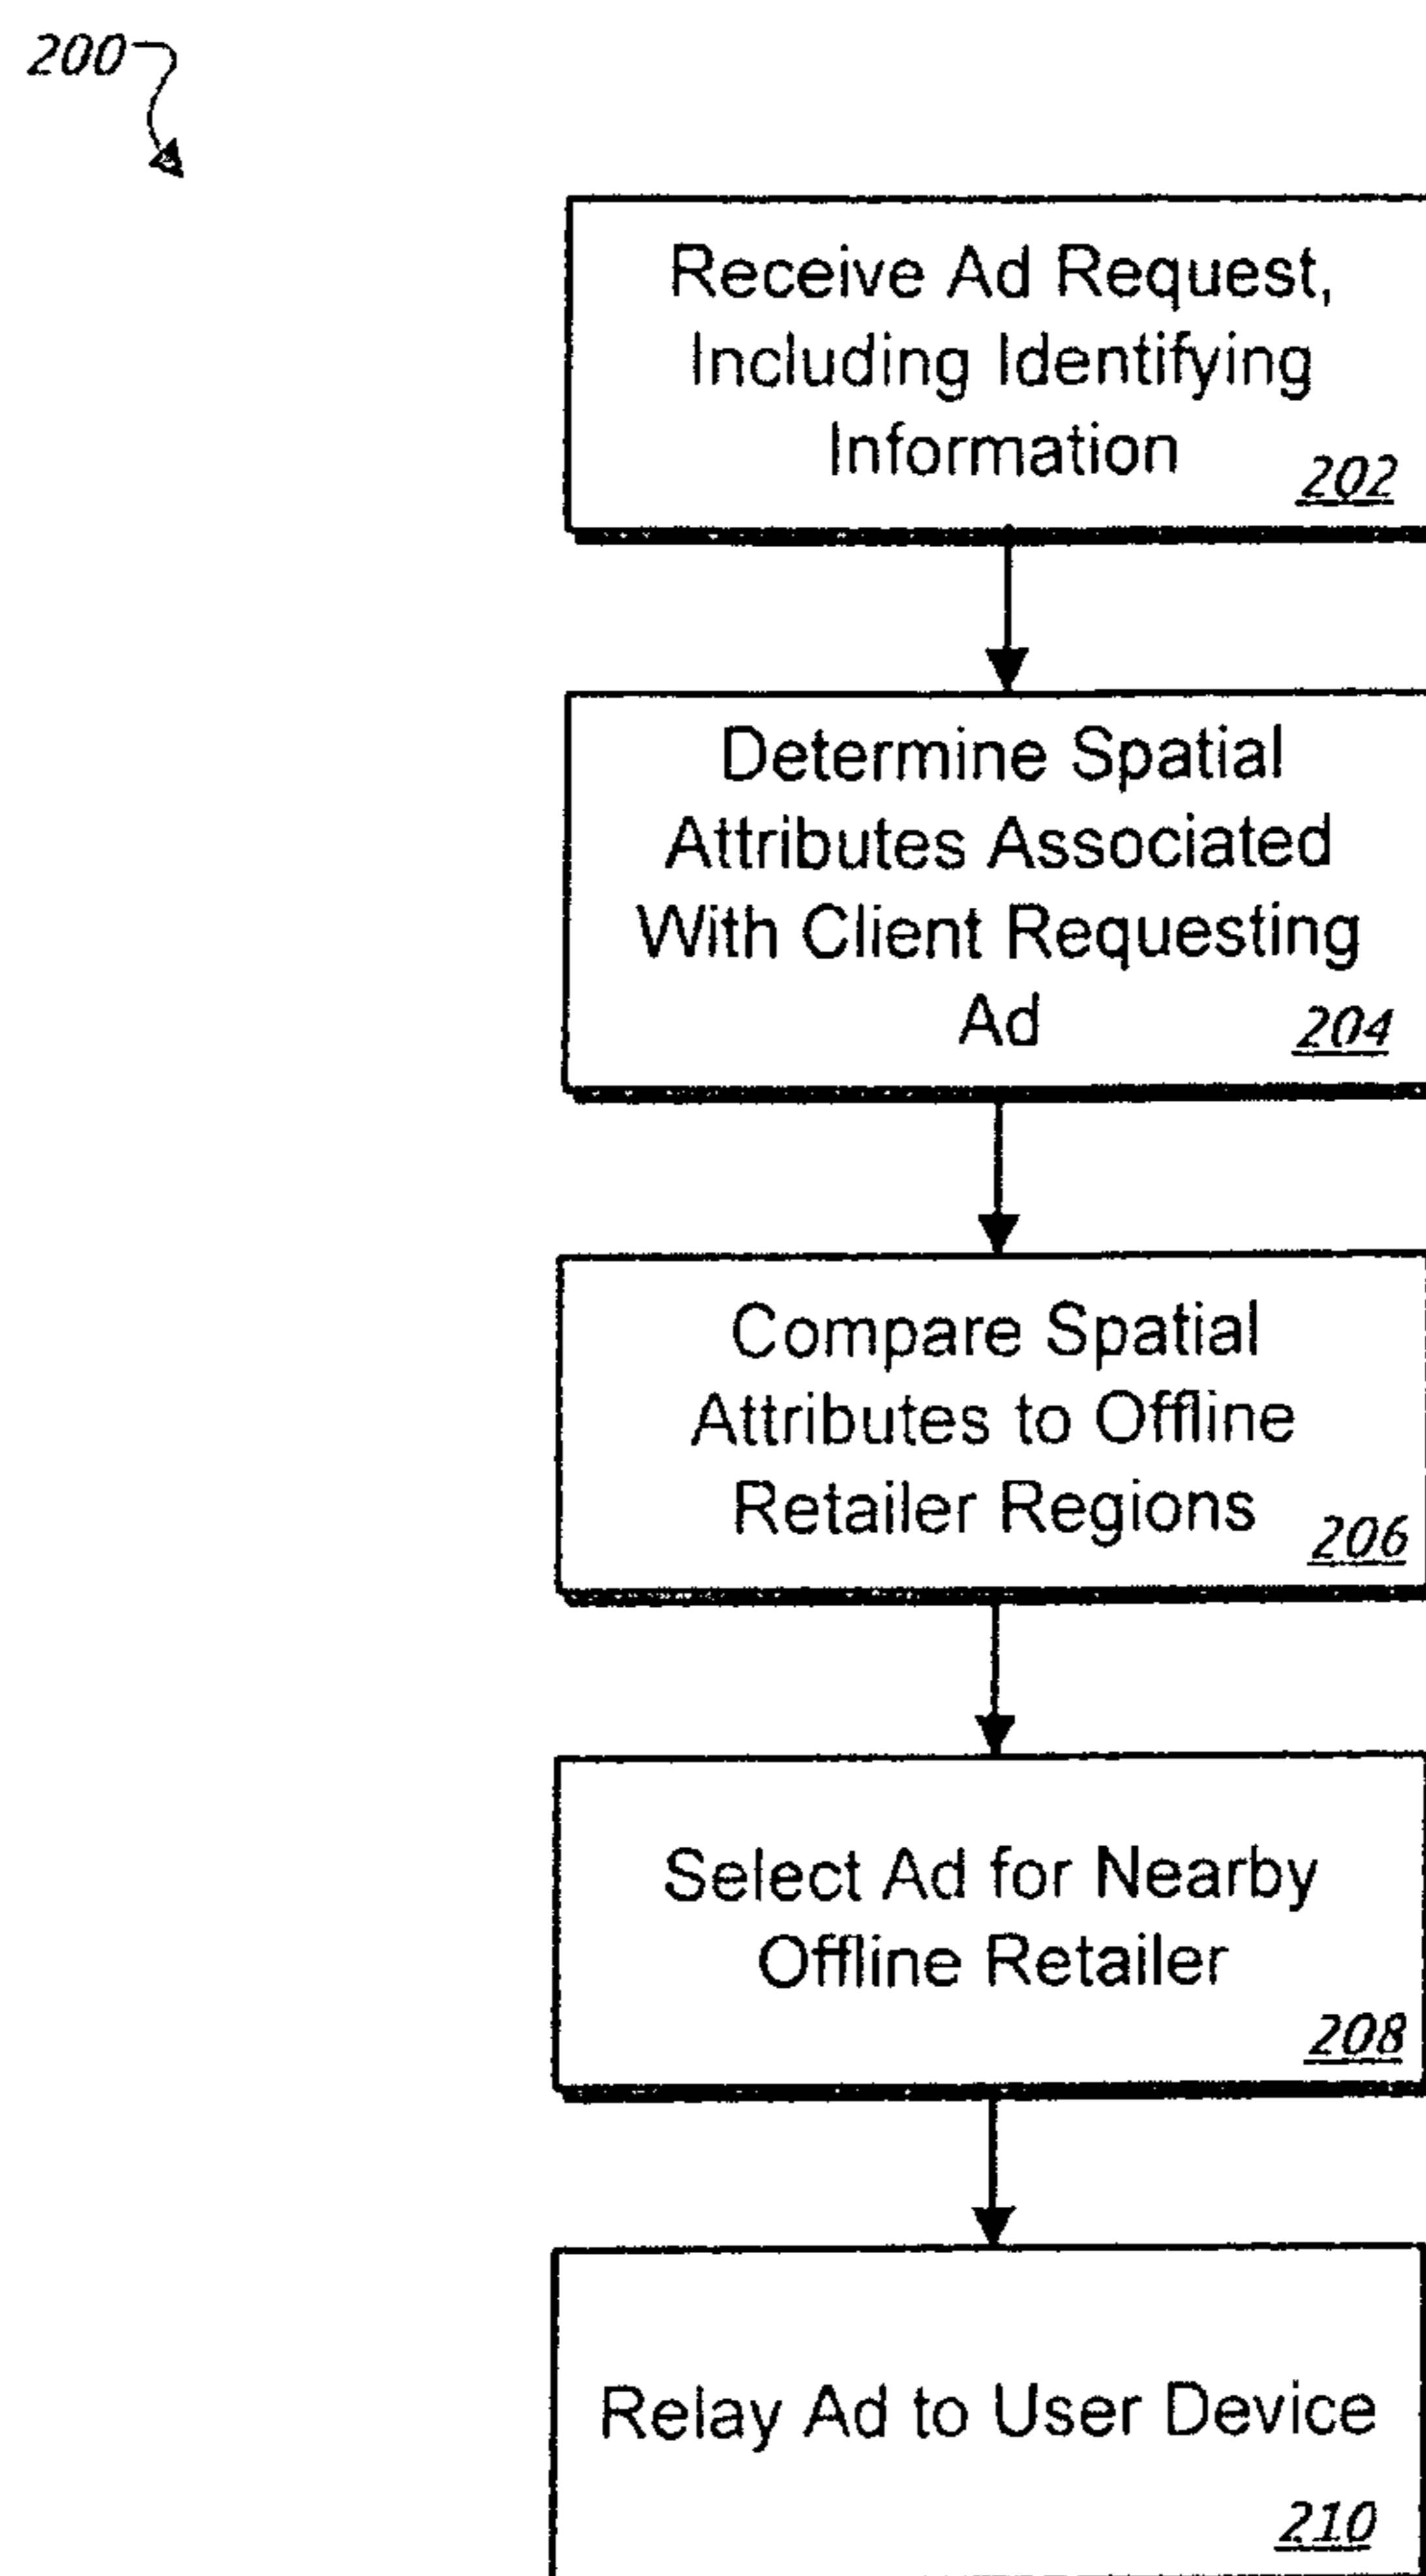 200
Receive Ad Request,
Including Identifying
Information
202
Determine Spatial
Attributes Associated
With Client Requesting
Ad
204
Compare Spatial
Attributes to Offline
Retailer Regions
206
Select Ad for Nearby
Offline Retailer
208
Relay Ad to User Device
210